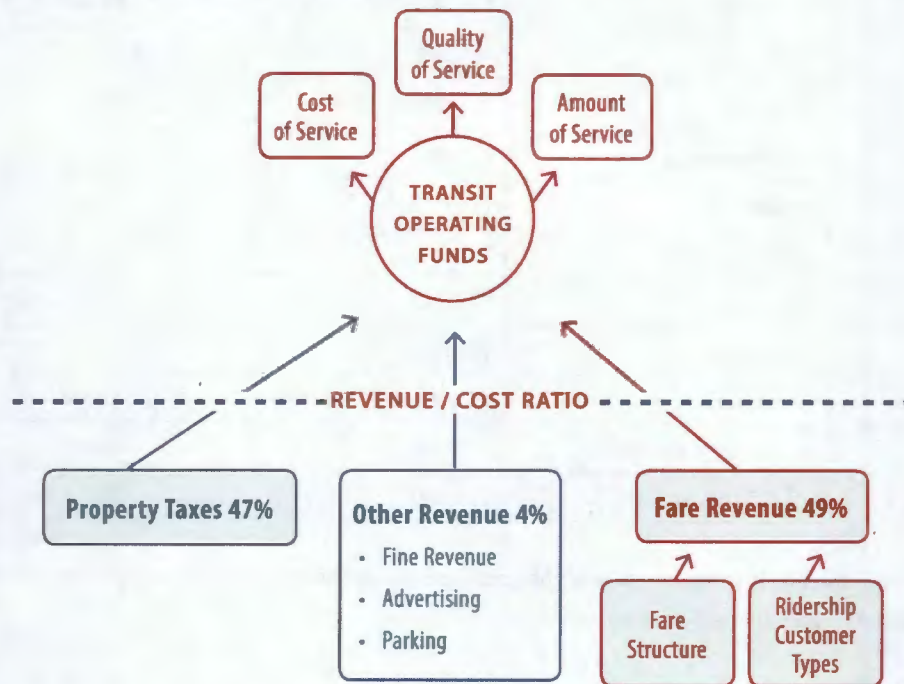 Quality
of Service
Cost
of Service
Amount
of Service
TRANSIT
OPERATING
FUNDS
REVENUE / COST RATIO
Property Taxes 47%
Other Revenue 4%
• Fine Revenue
• Advertising
• Parking
Fare Revenue 49%
Fare
Structure
Ridership
Customer
Types